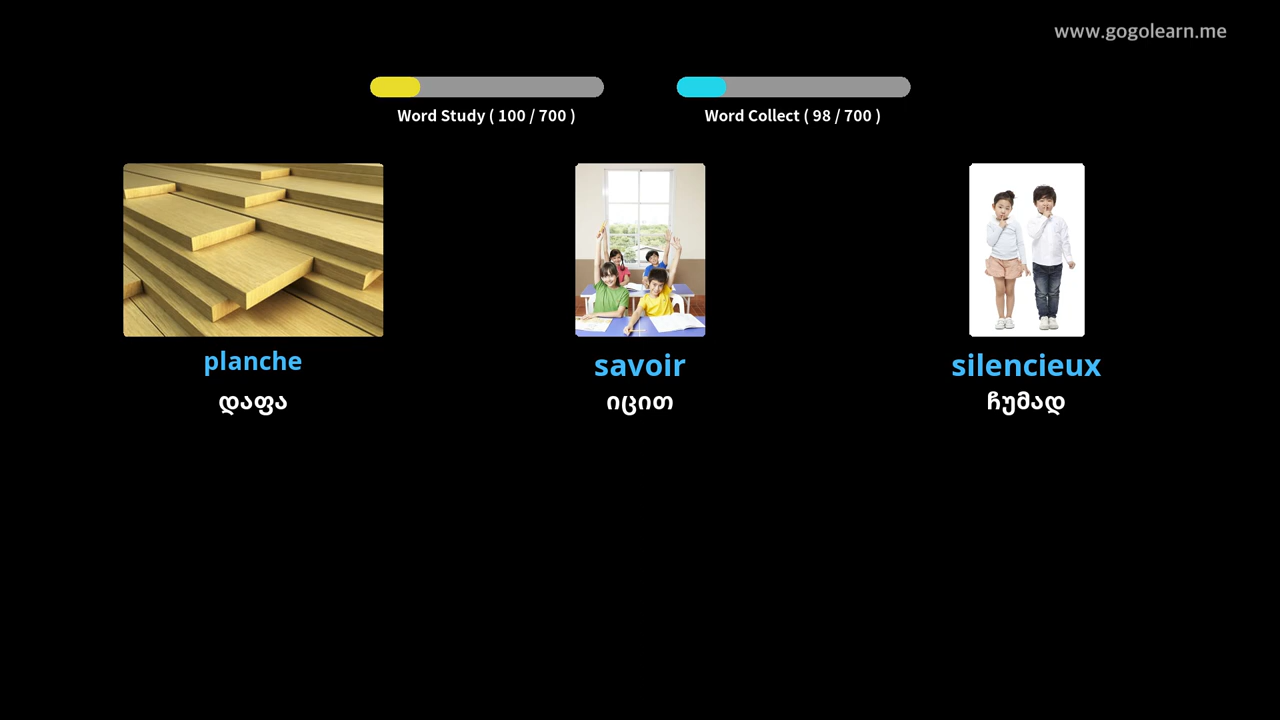 www.gogolearn.me
Word Study ( 100 / 700 )
Word Collect ( 98 / 700 )
planche
დაფა
savoir
იცით
silencieux
ჩუმად